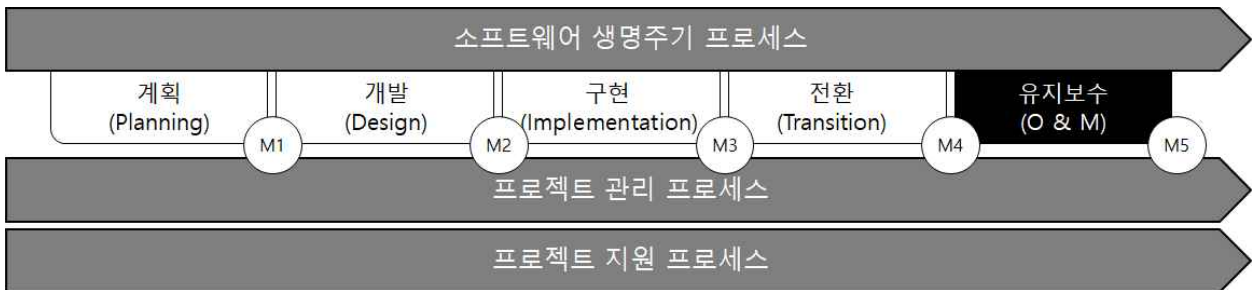 소프트웨어 생명주기 프로세스
계획
(Planning)
개발
(Design)
구현
(Implementation)
전환
(Transition)
유지보수
(O & M)
M1
M2
M3
M4
M5
프로젝트 관리 프로세스
프로젝트 지원 프로세스